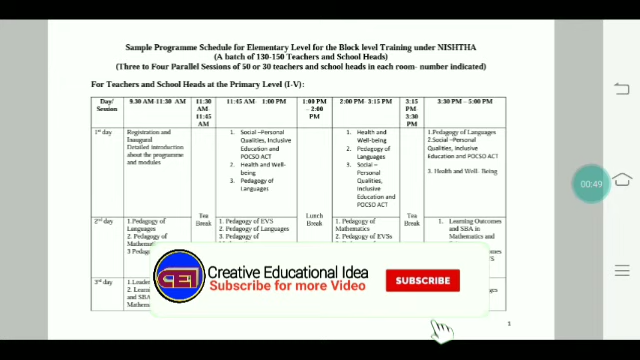 Sample Programme Schedule for Elementary Level for the Block level Training under NISHTHA
(A batch of 130-150 Teachers and School Heads)
(Three to Four Parallel Sessions of 50 or 30 teachers and school heads in each room- number indicated)
For Teachers and School Heads at the Primary Level (I-V):
Day/ Session
9.30 AM-11:30 AM
11:30 AM 11:45 AM
11:45 AM - 1:00 PM
1:00 PM – 2:00 PM
2:00 PM- 3:15 PM
3:15 PM 3:30 PM
3:30 PM – 5:00 PM
1st day
Registration and
Inaugural
Detailed introduction
about the programme
and modules
1. Social –Personal
Qualities, Inclusive
Education and
POCSO ACT
2. Health and Well-
being
3. Pedagogy of
Languages
1. Health and
Well-being
2. Pedagogy of
Languages
3. Social –
Personal
Qualities,
Inclusive
Education and
POCSO ACT
1.Pedagogy of Languages
2.Social –Personal
Qualities, Inclusive
Education and POCSO ACT
3. Health and Well- Being
Tea
Break
Lunch
Break
Tea
Break
2nd day
1.Pedagogy of
Languages
2. Pedagogy of
1. Pedagogy of EVS
2. Pedagogy of Languages
3. Pedagogy of
1. Pedagogy of
Mathematics
2. Pedagogy of EVSs
1. Learning Outcomes
and SBA in
Mathematics and
3rd day
Creative Educational Idea
Subscribe for more Video
CEI
SUBSCRIBE
00:49